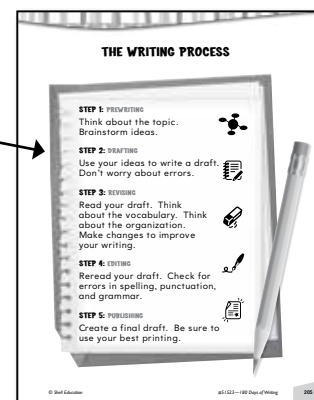 THE WRITING PROCESS
STEP 1: PREWRITING
Think about the topic.
Brainstorm ideas.
STEP 2: DRAFTING
Use your ideas to write a draft.
Don't worry about errors.
STEP 3: REVISING
Read your draft. Think
about the vocabulary. Think
about the organization.
Make changes to improve
your writing.
STEP 4: EDITING
Reread your draft. Check for
errors in spelling, punctuation,
and grammar.
STEP 5: PUBLISHING
Create a final draft. Be sure to
use your best printing.
© Shell Education
#51523—180 Days of Writing
205